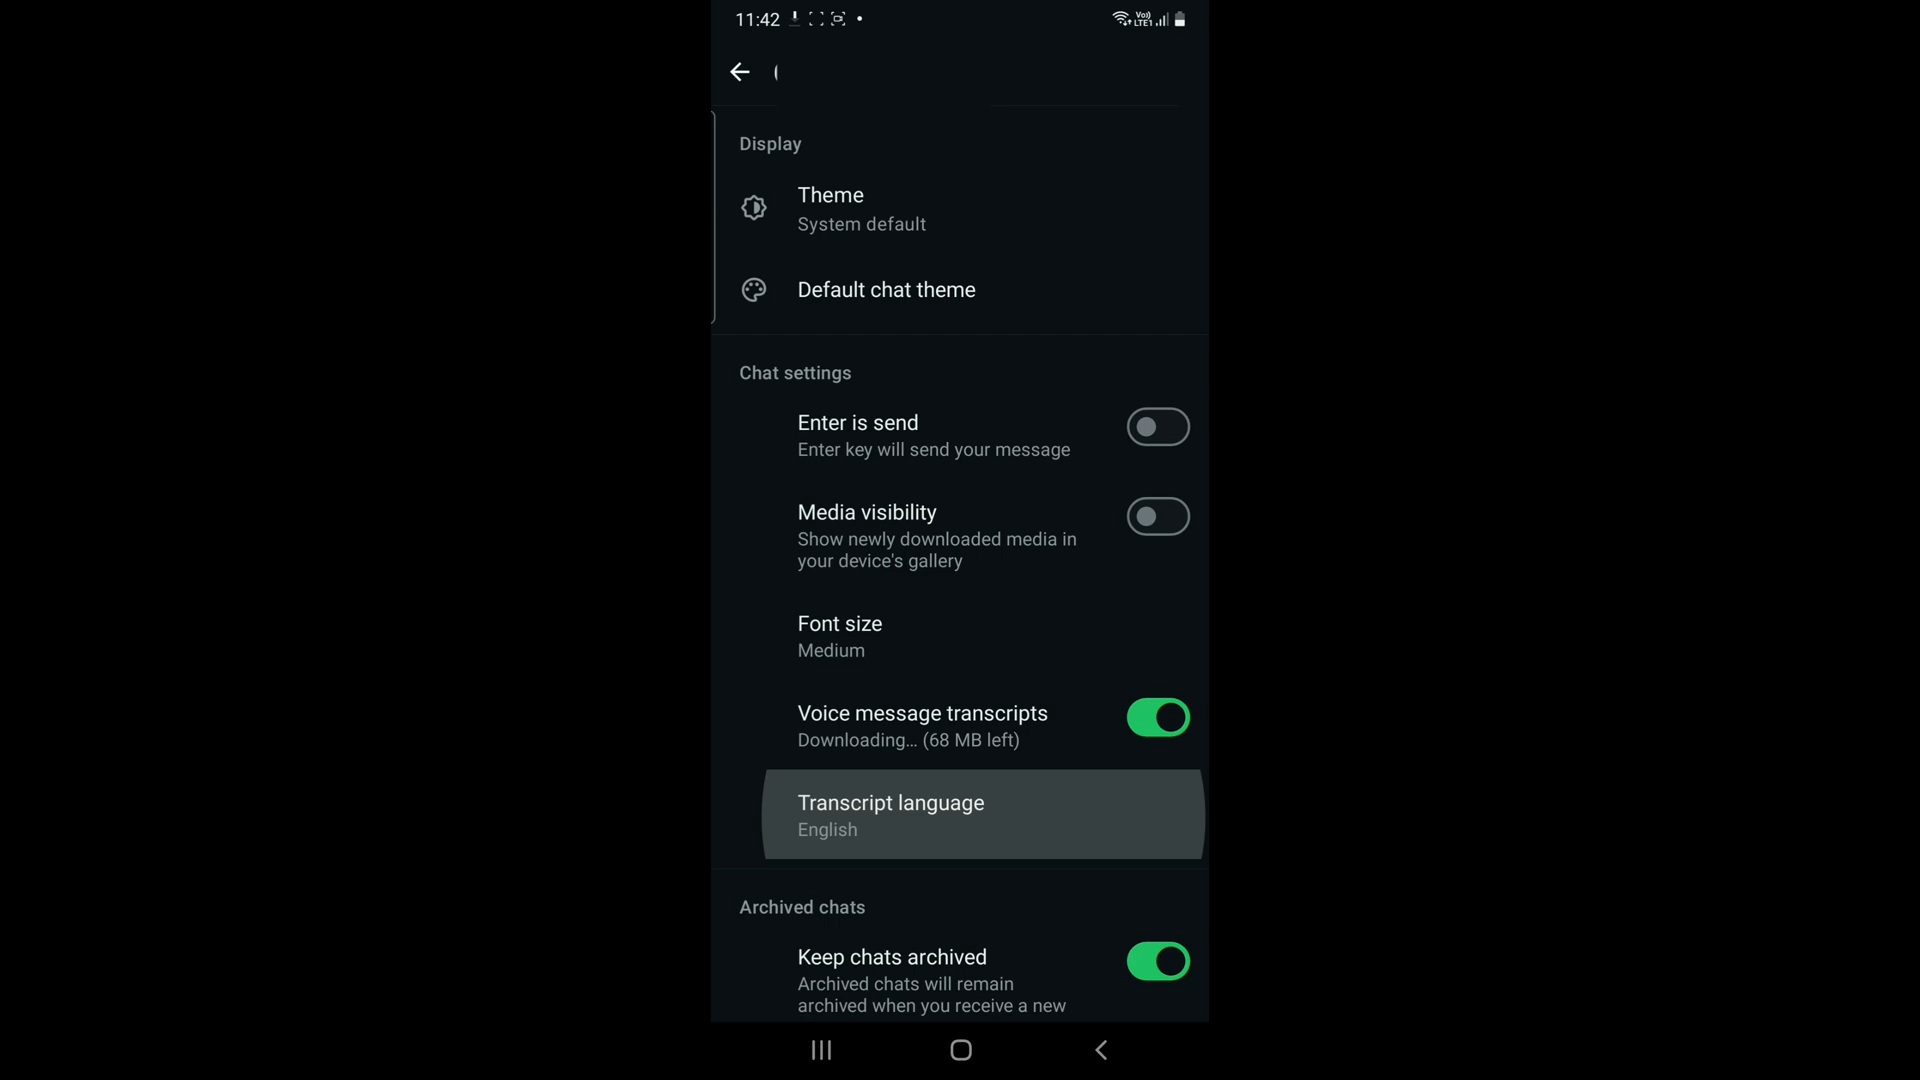 11:42
Vo))
LTE1
Display
Theme
System default
Default chat theme
Chat settings
Enter is send
Enter key will send your message
Media visibility
Show newly downloaded media in
your device's gallery
Font size
Medium
Voice message transcripts
Downloading... (68 MB left)
Transcript language
English
Archived chats
Keep chats archived
Archived chats will remain
archived when you receive a new